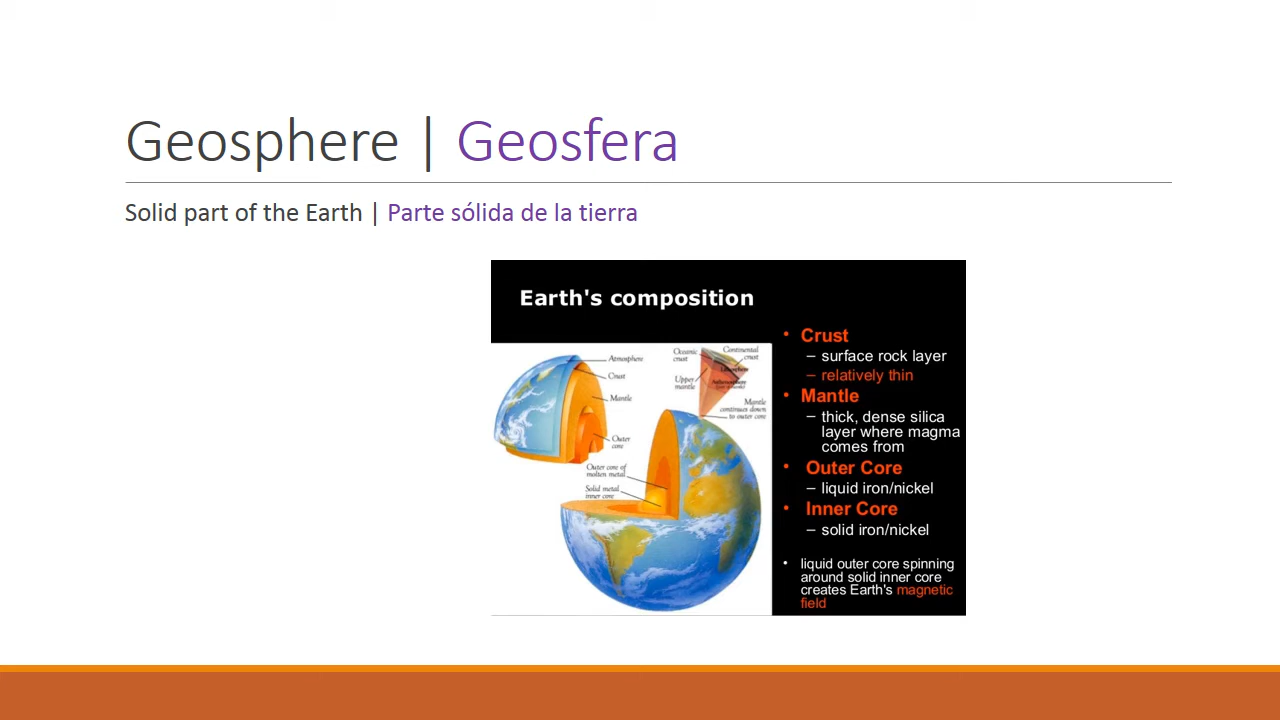 Geosphere | Geosfera
Solid part of the Earth | Parte sólida de la tierra
Earth's composition
Atmosphere
Crust
Mantle
Outer
core
Oceanic
crust
Continental
crust
Lithosphere
Upper
mantle
Asthenosphere
Mantle
continues down
to outer core
Outer core of
molten metal
Solid metal
inner core
• Crust
– surface rock layer
– relatively thin
• Mantle
– thick, dense silica
layer where magma
comes from
• Outer Core
– liquid iron/nickel
• Inner Core
– solid iron/nickel
• liquid outer core spinning
around solid inner core
creates Earth's magnetic
field